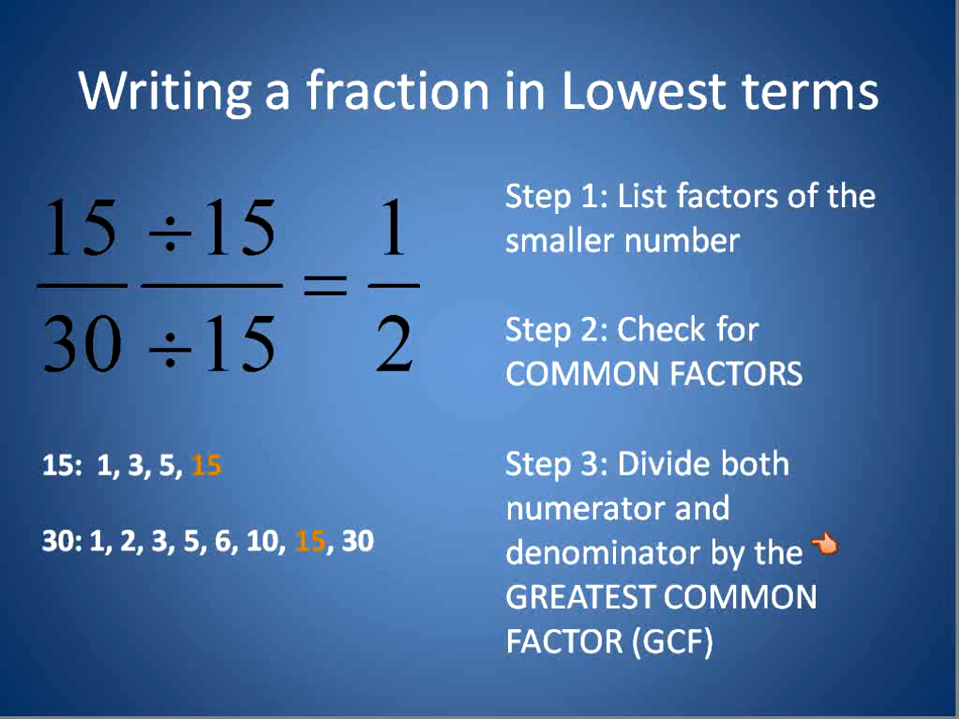 Writing a fraction in Lowest terms
15 ÷15 = 1
30 ÷15 2
15: 1, 3, 5, 15
30: 1, 2, 3, 5, 6, 10, 15, 30
Step 1: List factors of the
smaller number
Step 2: Check for
COMMON FACTORS
Step 3: Divide both
numerator and
denominator by the
GREATEST COMMON
FACTOR (GCF)